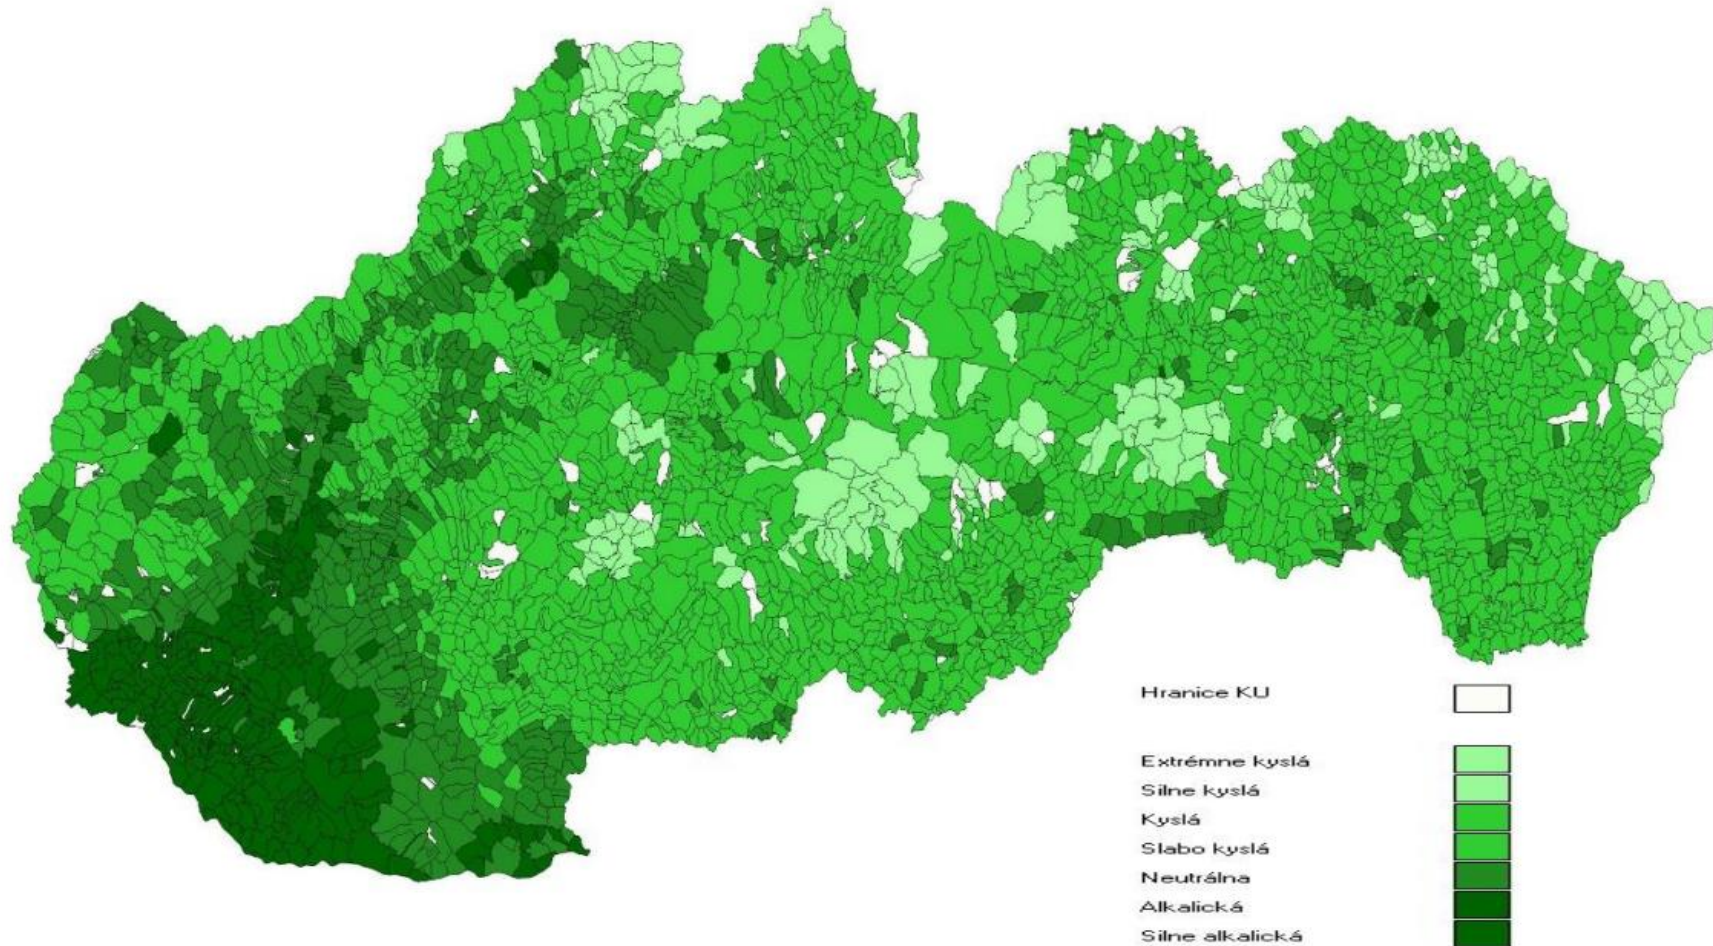 Hranice KU
Extrémne kyslá
Silne kyslá
Kyslá
Slabo kyslá
Neutrálna
Alkalická
Silne alkalická